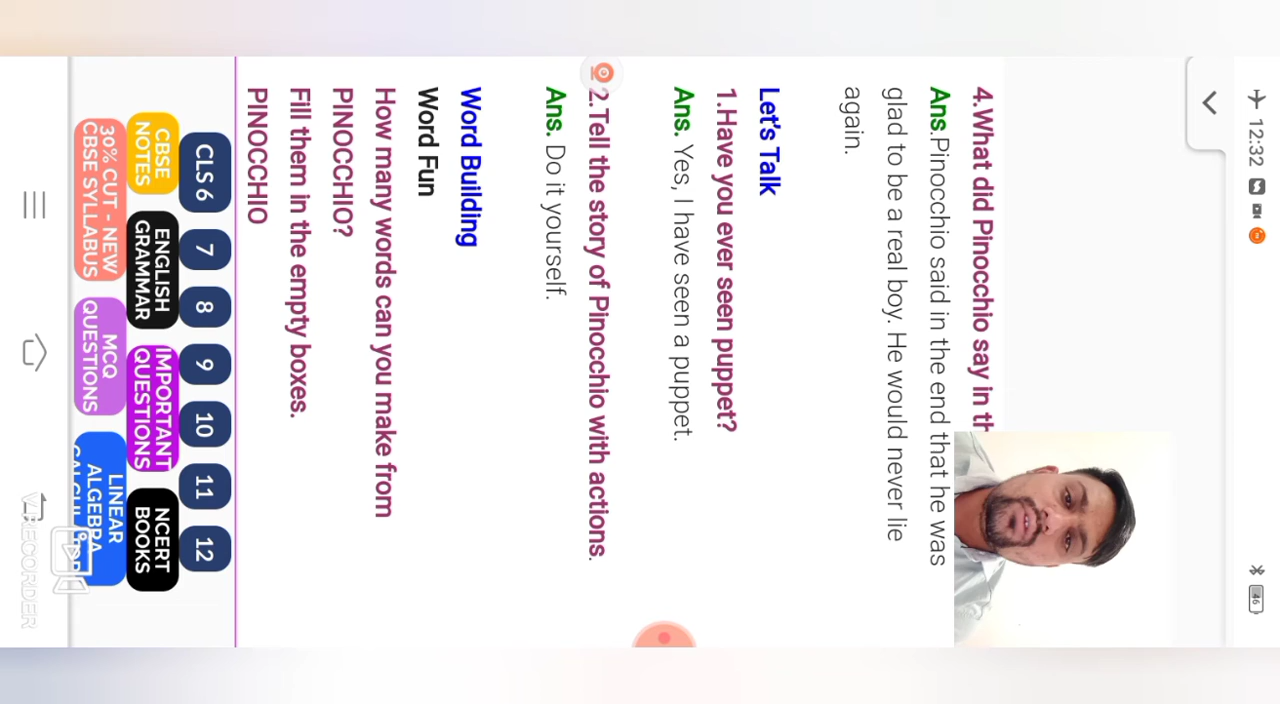 12:32
46
4.What did Pinocchio say in th
Ans.Pinocchio said in the end that he was
glad to be a real boy. He would never lie
again.
Let's Talk
1.Have you ever seen puppet?
Ans. Yes, I have seen a puppet.
2.Tell the story of Pinocchio with actions.
Ans. Do it yourself.
Word Building
Word Fun
How many words can you make from
PINOCCHIO?
Fill them in the empty boxes.
PINOCCHIO
CLS 6 7 8 9 10 11 12
CBSE
NOTES
ENGLISH
GRAMMAR
IMPORTANT
QUESTIONS
NCERT
BOOKS
30% CUT - NEW
CBSE SYLLABUS
MCQ
QUESTIONS
LINEAR
ALGEBRA
V RECORDER